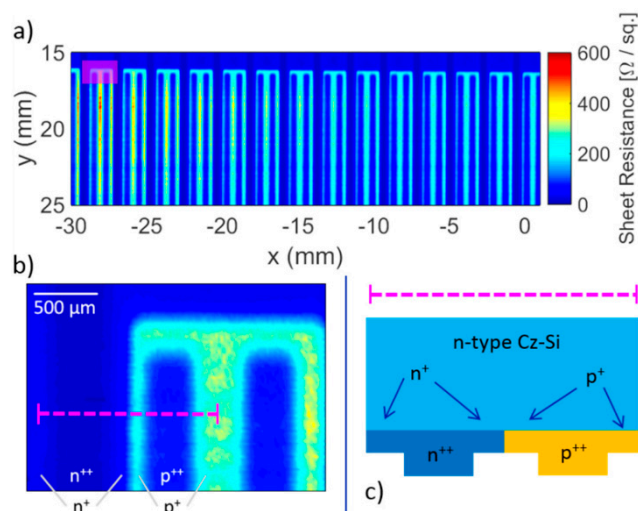 a)
15
20
25
y (mm)
-30
-25
-20
-15
-10
-5
0
x (mm)
600
400
200
0
Sheet Resistance [Ω / sq.]
b)
500 µm
n++
p++
n+
p+
n-type Cz-Si
n+
p+
n++
p++
c)